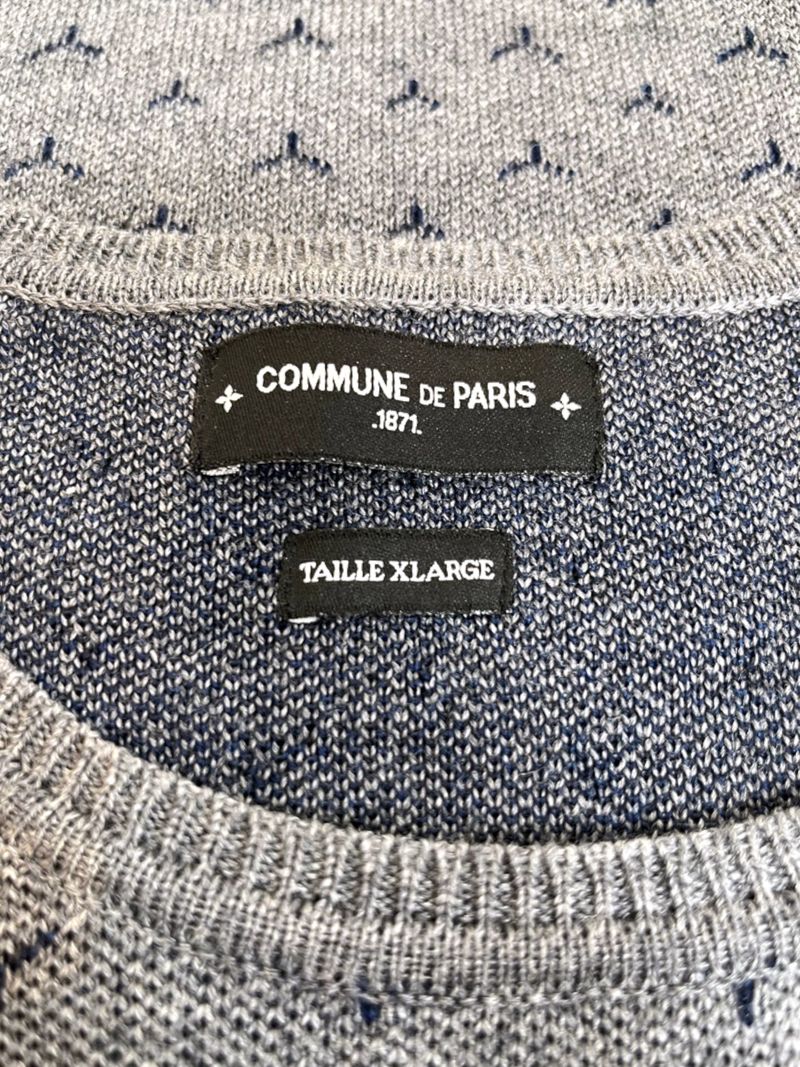 COMMUNE DE PARIS
.1871.
TAILLE XLARGE